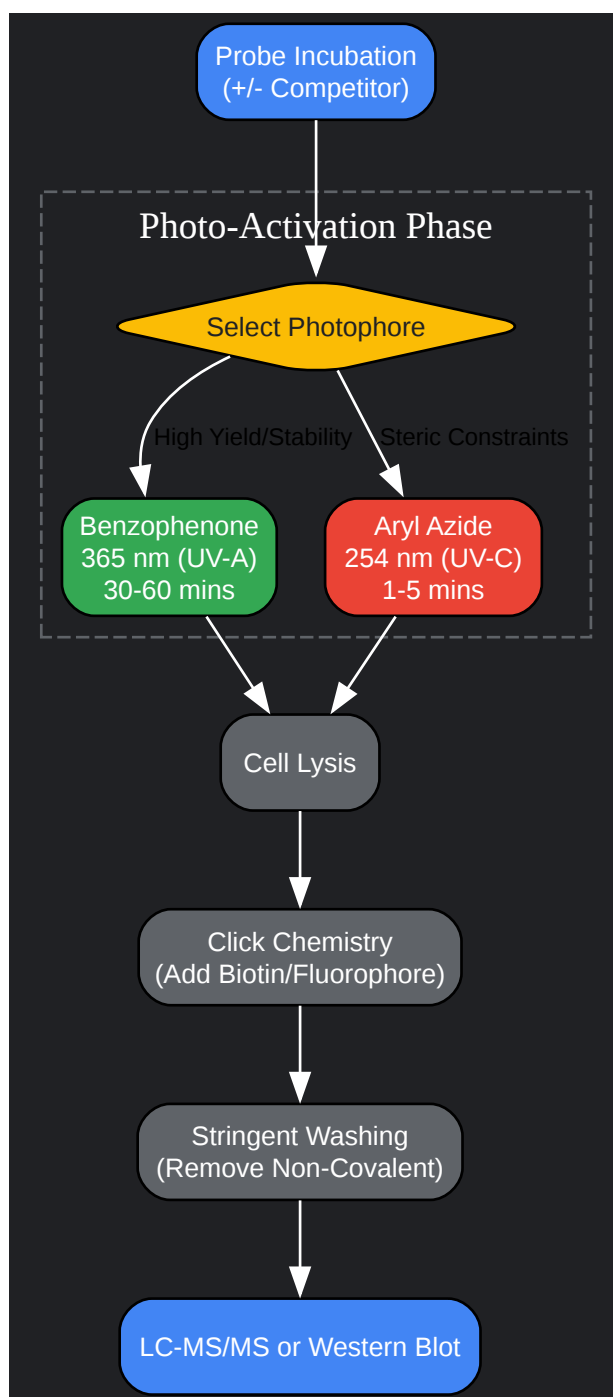 Probe Incubation
(+/- Competitor)
Photo-Activation Phase
Select Photophore
High Yield/Stability
Steric Constraints
Benzophenone
365 nm (UV-A)
30-60 mins
Aryl Azide
254 nm (UV-C)
1-5 mins
Cell Lysis
Click Chemistry
(Add Biotin/Fluorophore)
Stringent Washing
(Remove Non-Covalent)
LC-MS/MS or Western Blot